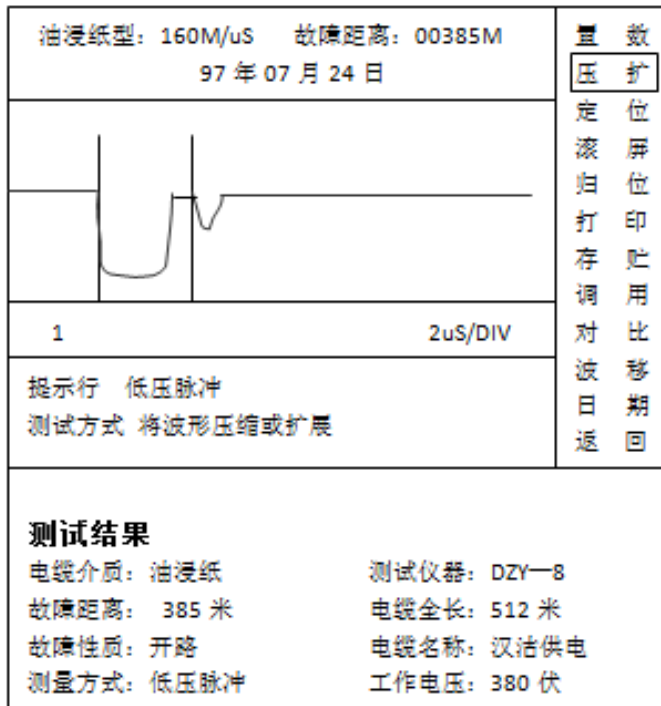 油浸纸型：160M/uS 故障距离：00385M
97 年 07 月 24 日
量 数
压 扩
定 位
滚 屏
归 位
打 印
存 贮
调 用
对 比
波 移
日 期
返 回
1 2uS/DIV
提示行 低压脉冲
测试方式 将波形压缩或扩展
测试结果
电缆介质：油浸纸 测试仪器：DZY—8
故障距离： 385 米 电缆全长：512 米
故障性质：开路 电缆名称：汉沽供电
测量方式：低压脉冲 工作电压：380 伏